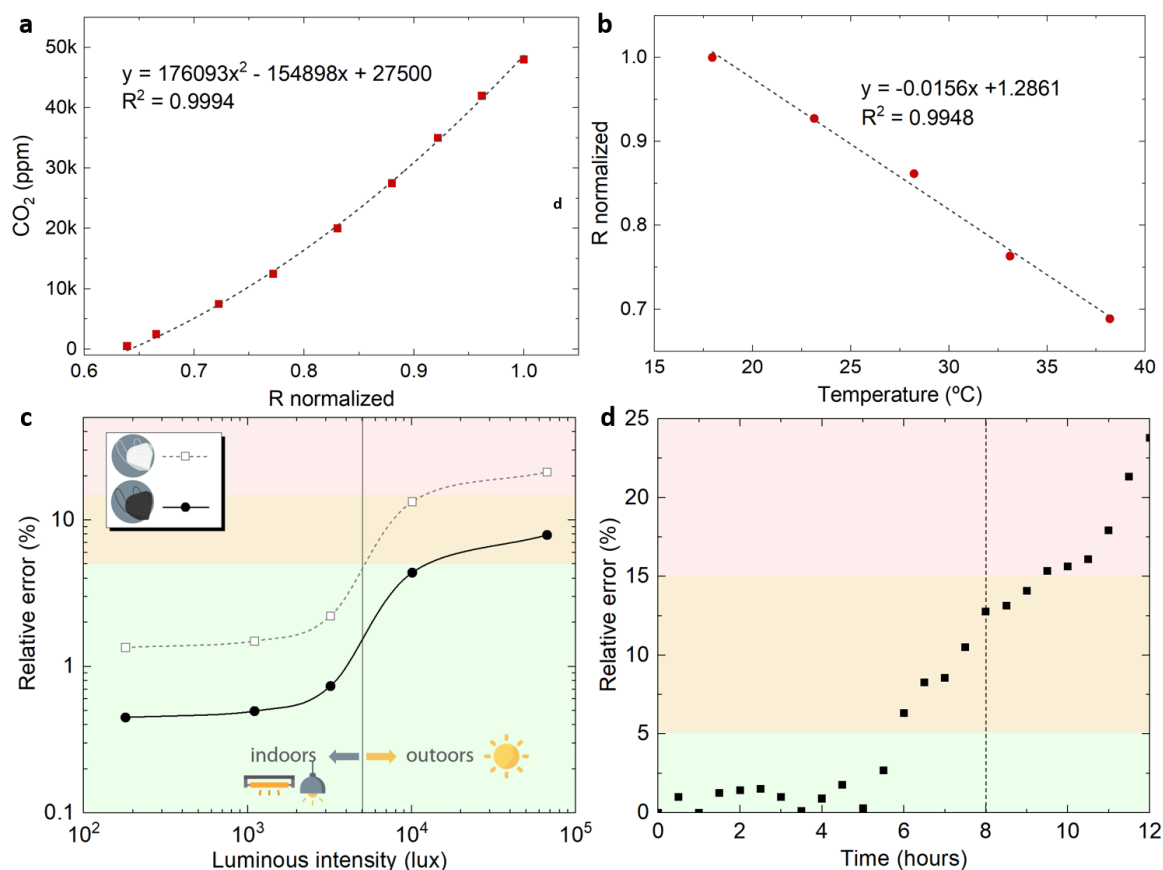 a
y = 176093x² - 154898x + 27500
R² = 0.9994
CO₂ (ppm)
50k
40k
30k
20k
10k
0
0.6
0.7
0.8
0.9
1.0
R normalized
d
b
y = -0.0156x +1.2861
R² = 0.9948
R normalized
1.0
0.9
0.8
0.7
15
20
25
30
35
40
Temperature (ºC)
c
Relative error (%)
10
1
0.1
indoors
outoors
10²
10³
10⁴
10⁵
Luminous intensity (lux)
d
Relative error (%)
25
20
15
10
5
0
0
2
4
6
8
10
12
Time (hours)